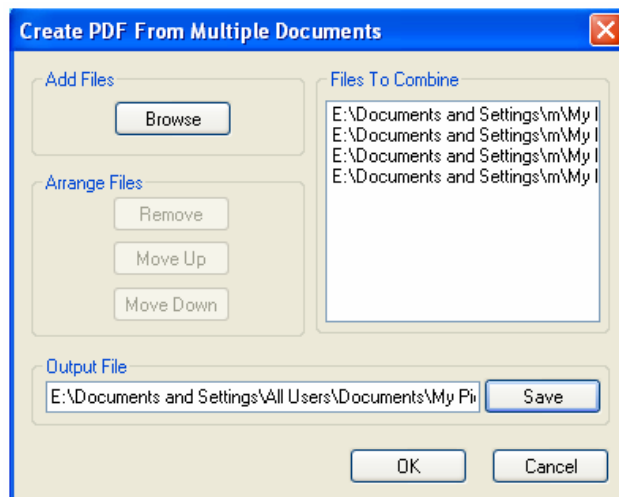 Create PDF From Multiple Documents
Add Files
Browse
Arrange Files
Remove
Move Up
Move Down
Files To Combine
E:\Documents and Settings\m\My I
E:\Documents and Settings\m\My I
E:\Documents and Settings\m\My I
E:\Documents and Settings\m\My I
Output File
E:\Documents and Settings\All Users\Documents\My Pi
Save
OK
Cancel